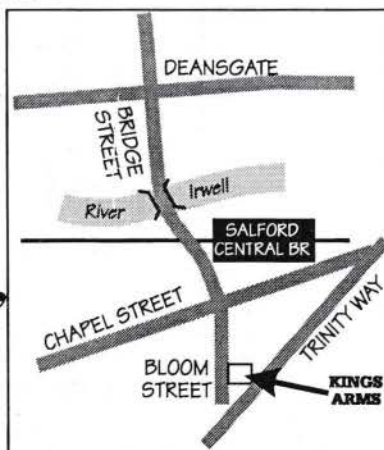 DEANSGATE
BRIDGE
STREET
River
Irwell
SALFORD
CENTRAL BR
CHAPEL STREET
TRINITY WAY
BLOOM
STREET
KINGS
ARMS